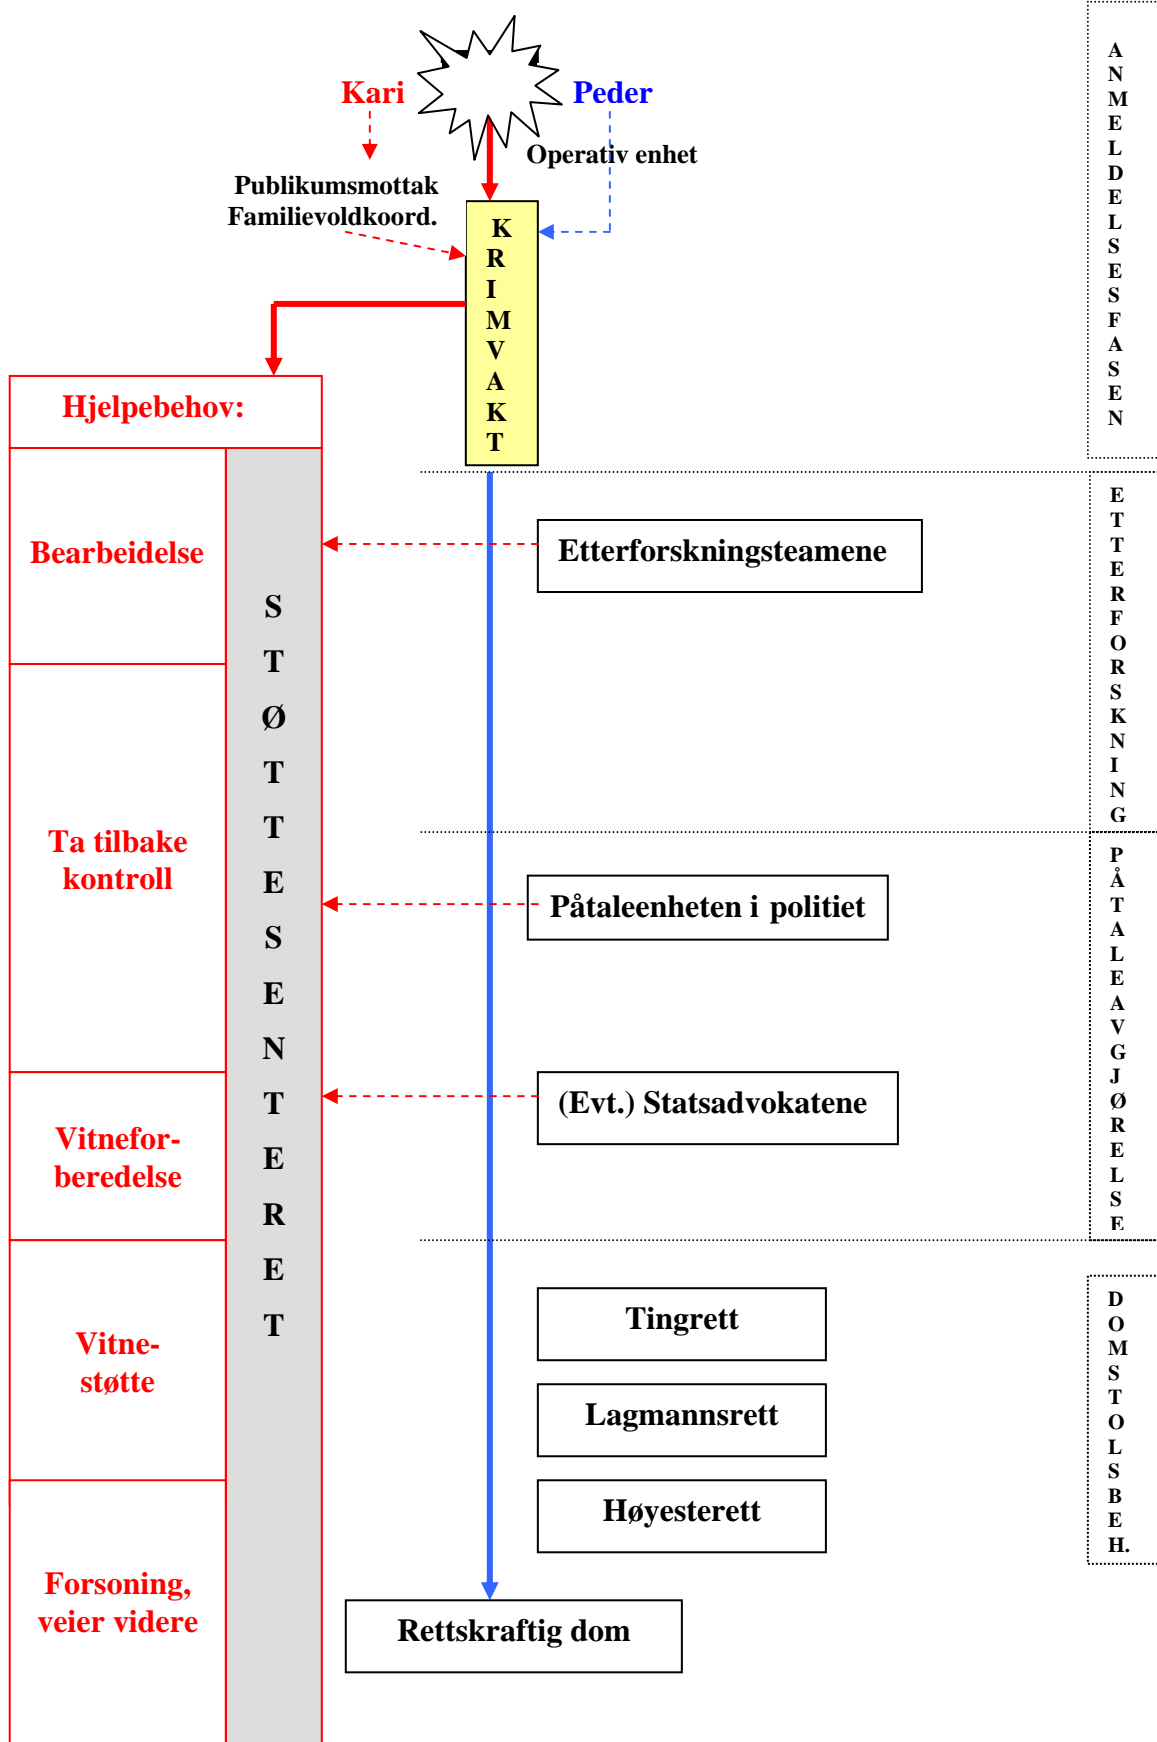 Kari
Peder
Operativ enhet
Publikumsmottak
Familievoldkoord.
KRIMVAKT
ANMELDELSESFASEN
Hjelpebehov:
Bearbeidelse
STØTTESENTERET
Etterforskningsteamene
ETTERFORSKNING
Ta tilbake
kontroll
Påtaleenheten i politiet
PÅTALEAVGJØRELSE
(Evt.) Statsadvokatene
Vitnefor-
beredelse
Vitne-
støtte
Tingrett
Lagmannsrett
Høyesterett
DOMSTOLSBEH.
Forsoning,
veier videre
Rettskraftig dom